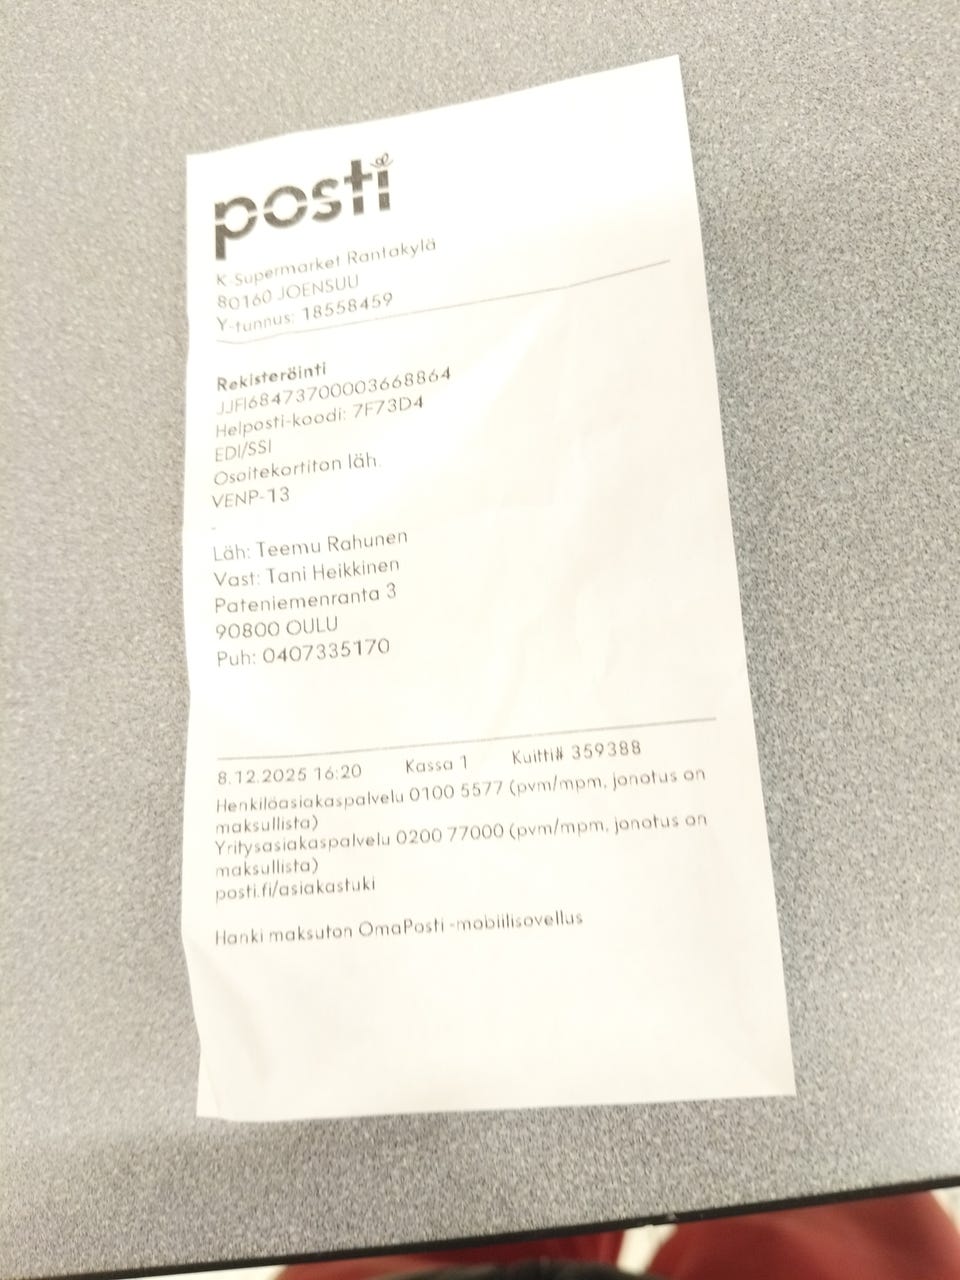 posti
K-Supermarket Rantakylä
80160 JOENSUU
Y-tunnus: 18558459
Rekisteröinti
JJFI68473700003668864
Helposti-koodi: 7F73D4
EDI/SSI
Osoitekortiton läh.
VENP-13
-
Läh: Teemu Rahunen
Vast: Tani Heikkinen
Pateniemenranta 3
90800 OULU
Puh: 0407335170
8.12.2025 16:20 Kassa 1 Kuitti# 359388
Henkilöasiakaspalvelu 0100 5577 (pvm/mpm, jonotus on
maksullista)
Yritysasiakaspalvelu 0200 77000 (pvm/mpm, jonotus on
maksullista)
posti.fi/asiakastuki
Hanki maksuton OmaPosti -mobiilisovellus